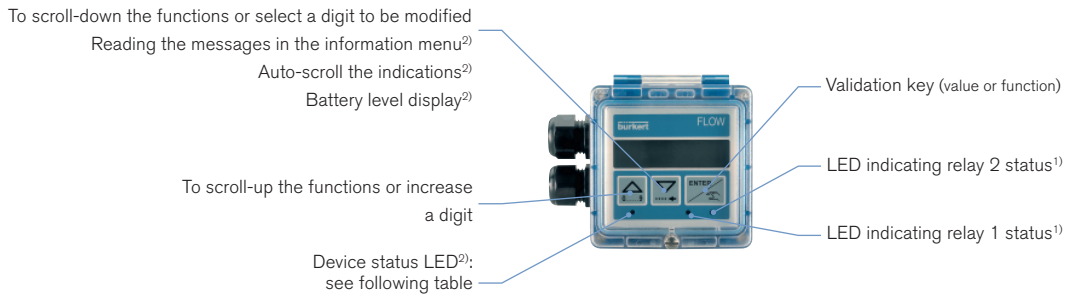 To scroll-down the functions or select a digit to be modified
Reading the messages in the information menu2)
Auto-scroll the indications2)
Battery level display2)
To scroll-up the functions or increase
a digit
Device status LED2):
see following table
burkert
FLOW
ENTER
Validation key (value or function)
LED indicating relay 2 status1)
LED indicating relay 1 status1)